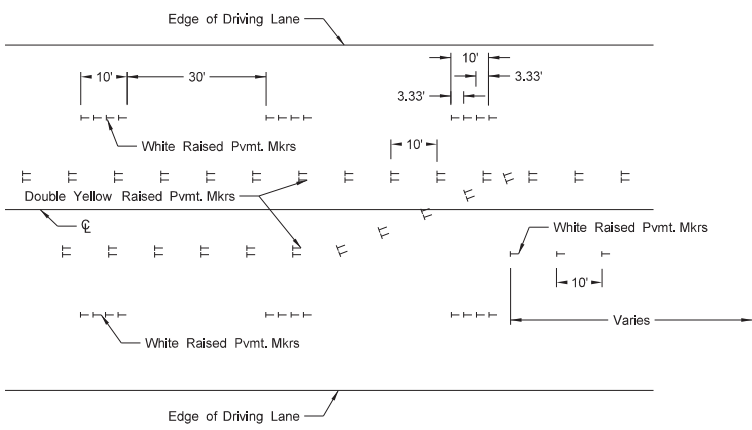 Edge of Driving Lane
10'
30'
10'
3.33'
3.33'
White Raised Pvmt. Mkrs
10'
Double Yellow Raised Pvmt. Mkrs
℄
White Raised Pvmt. Mkrs
10'
Varies
White Raised Pvmt. Mkrs
Edge of Driving Lane